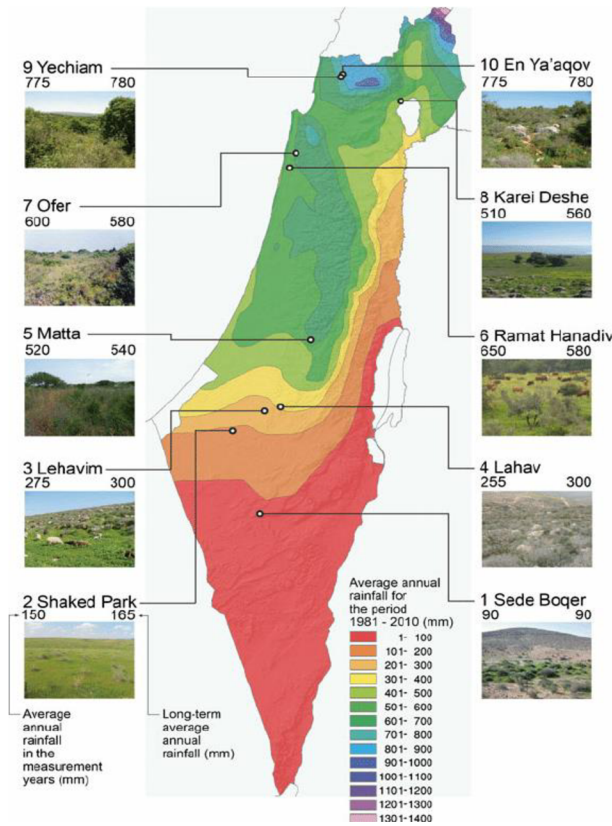 9 Yechiam
775 780
10 En Ya'aqov
775 780
7 Ofer
600 580
8 Karei Deshe
510 560
5 Matta
520 540
6 Ramat Hanadiv
650 580
3 Lehavim
275 300
4 Lahav
255 300
2 Shaked Park
150 165
1 Sede Boqer
90 90
Average
annual
rainfall
in the
measurement
years (mm)
Long-term
average
annual
rainfall (mm)
Average annual
rainfall for
the period
1981 - 2010 (mm)
1- 100
101- 200
201- 300
301- 400
401- 500
501- 600
601- 700
701- 800
801- 900
901-1000
1001-1100
1101-1200
1201-1300
1301-1400